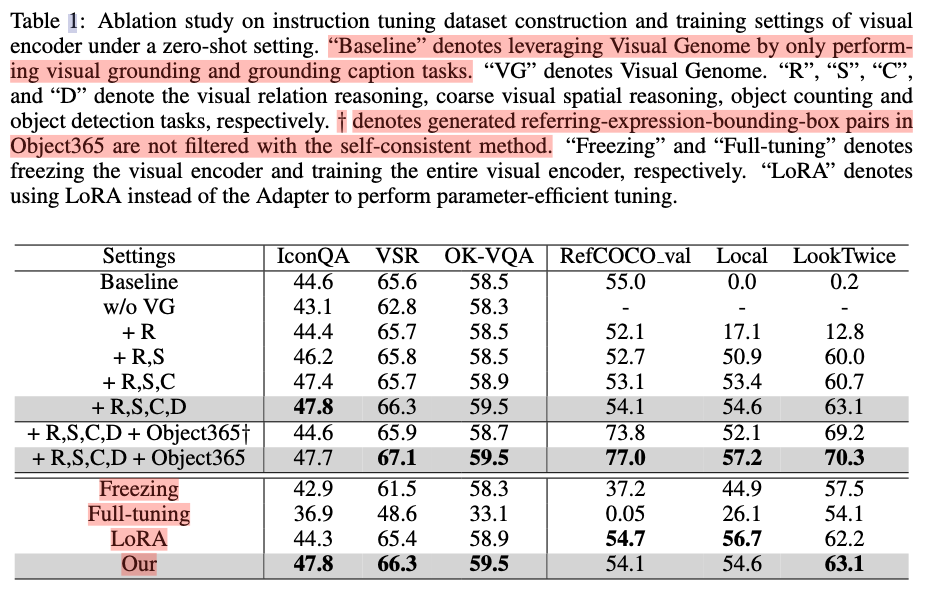 Table 1: Ablation study on instruction tuning dataset construction and training settings of visual
encoder under a zero-shot setting. “Baseline” denotes leveraging Visual Genome by only perform-
ing visual grounding and grounding caption tasks. “VG” denotes Visual Genome. “R”, “S”, “C”,
and “D” denote the visual relation reasoning, coarse visual spatial reasoning, object counting and
object detection tasks, respectively. † denotes generated referring-expression-bounding-box pairs in
Object365 are not filtered with the self-consistent method. “Freezing” and “Full-tuning” denotes
freezing the visual encoder and training the entire visual encoder, respectively. “LoRA” denotes
using LoRA instead of the Adapter to perform parameter-efficient tuning.
Settings IconQA VSR OK-VQA RefCOCO_val Local LookTwice
Baseline 44.6 65.6 58.5 55.0 0.0 0.2
w/o VG 43.1 62.8 58.3 - - -
+ R 44.4 65.7 58.5 52.1 17.1 12.8
+ R,S 46.2 65.8 58.5 52.7 50.9 60.0
+ R,S,C 47.4 65.7 58.9 53.1 53.4 60.7
+ R,S,C,D 47.8 66.3 59.5 54.1 54.6 63.1
+ R,S,C,D + Object365† 44.6 65.9 58.7 73.8 52.1 69.2
+ R,S,C,D + Object365 47.7 67.1 59.5 77.0 57.2 70.3
Freezing 42.9 61.5 58.3 37.2 44.9 57.5
Full-tuning 36.9 48.6 33.1 0.05 26.1 54.1
LoRA 44.3 65.4 58.9 54.7 56.7 62.2
Our 47.8 66.3 59.5 54.1 54.6 63.1